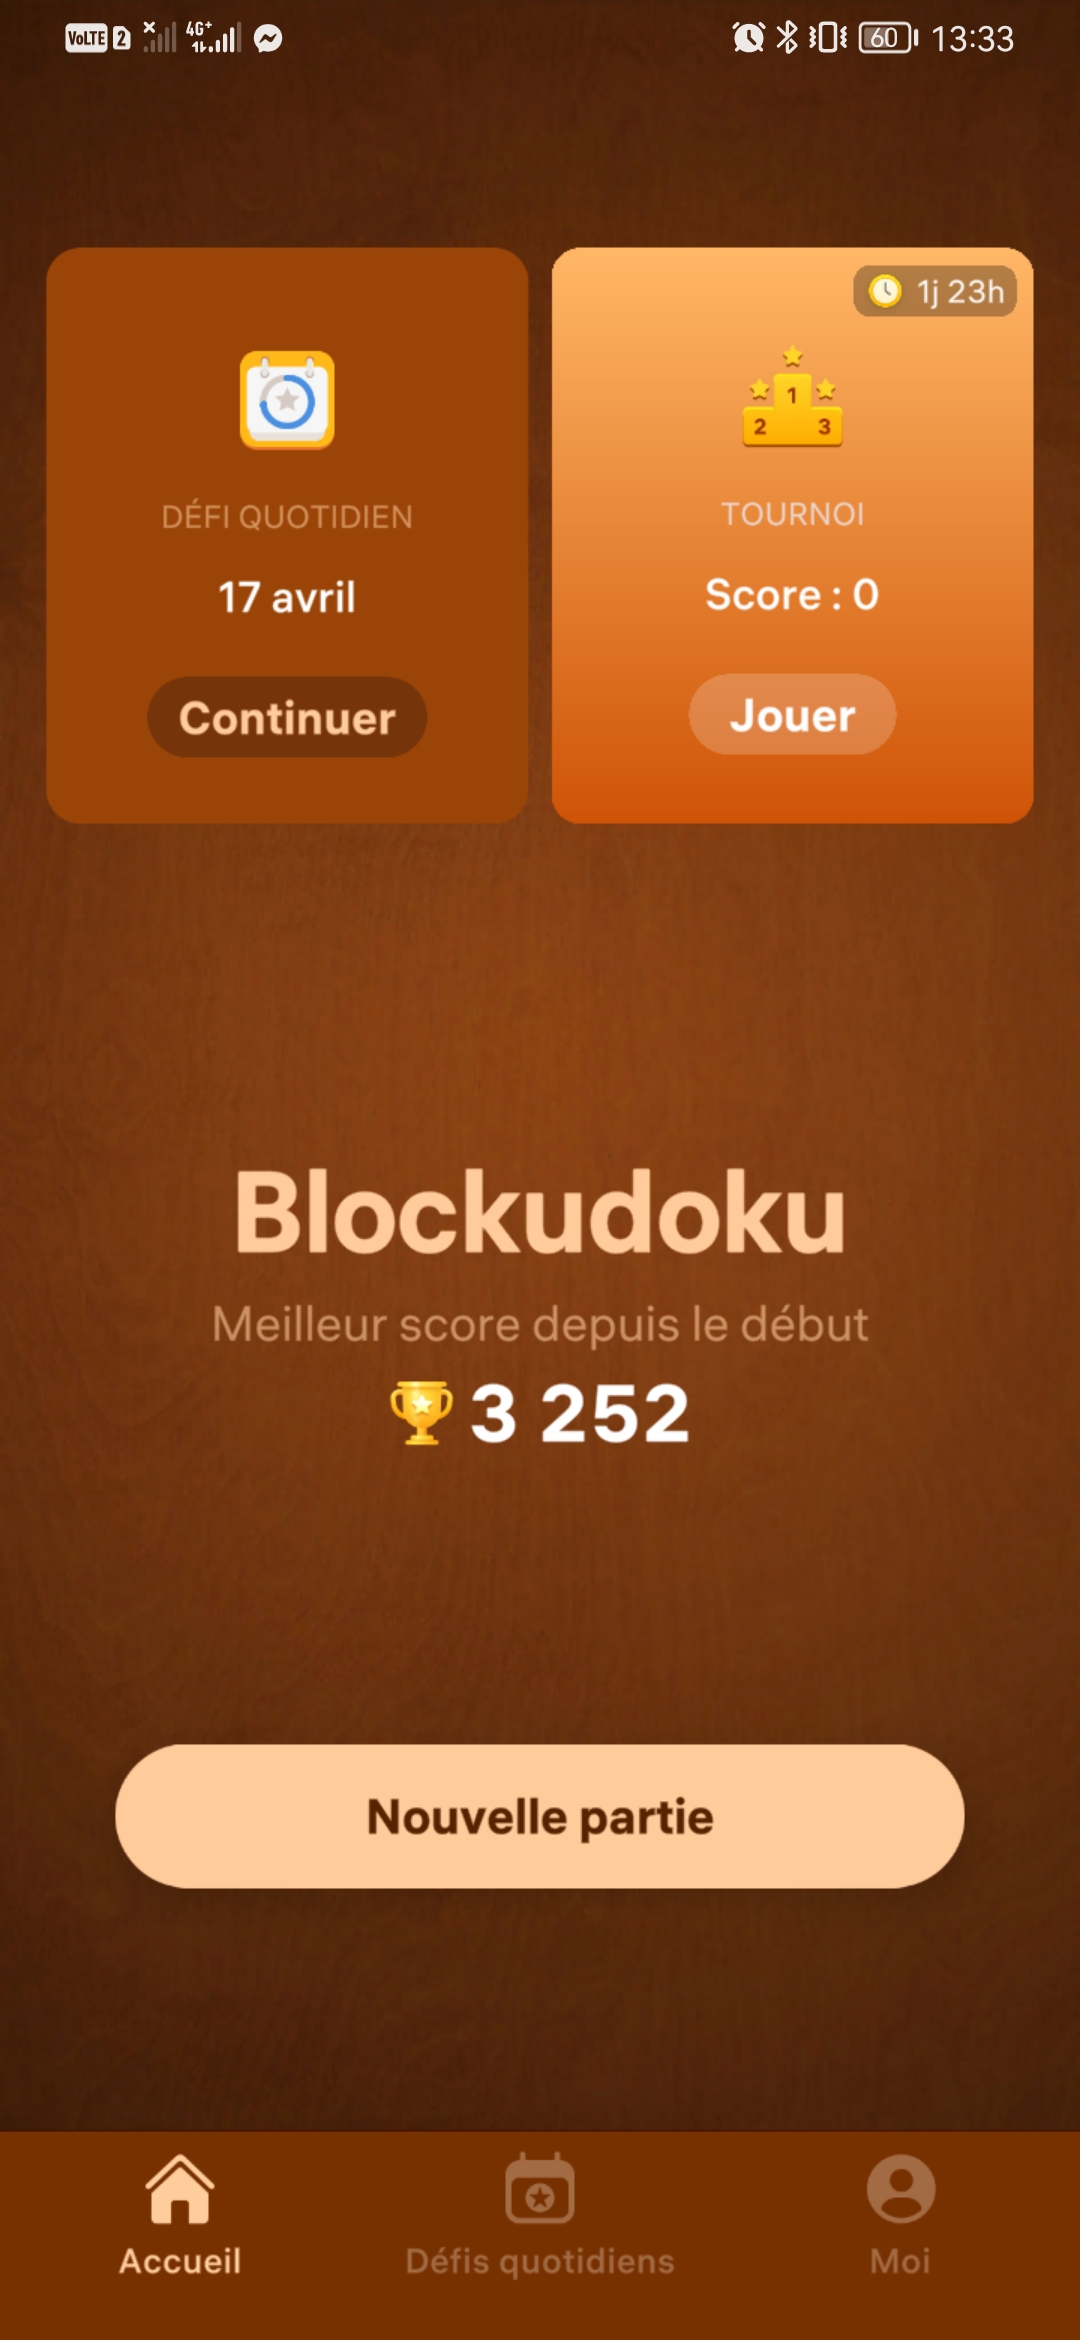 VoLTE 2 4G+ 60 13:33
1j 23h
1
2 3
DÉFI QUOTIDIEN
17 avril
Continuer
TOURNOI
Score : 0
Jouer
Blockudoku
Meilleur score depuis le début
3 252
Nouvelle partie
Accueil
Défis quotidiens
Moi